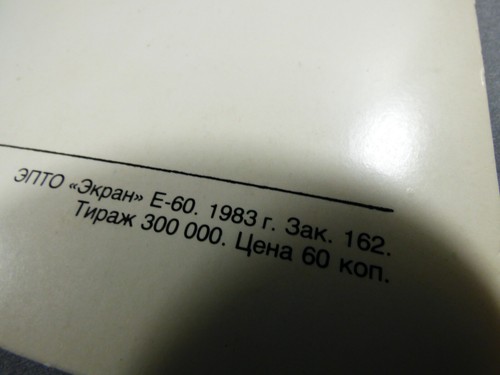 ЭПТО «Экран» Е-60. 1983 г. Зак. 162.
Тираж 300 000. Цена 60 коп.